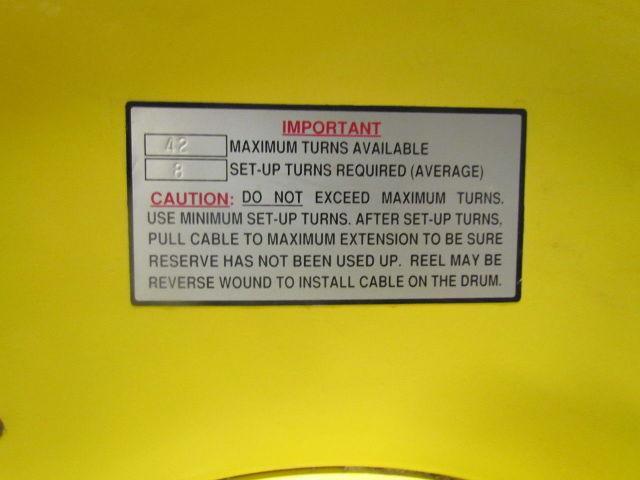 IMPORTANT
42 MAXIMUM TURNS AVAILABLE
8 SET-UP TURNS REQUIRED (AVERAGE)
CAUTION: DO NOT EXCEED MAXIMUM TURNS.
USE MINIMUM SET-UP TURNS. AFTER SET-UP TURNS,
PULL CABLE TO MAXIMUM EXTENSION TO BE SURE
RESERVE HAS NOT BEEN USED UP. REEL MAY BE
REVERSE WOUND TO INSTALL CABLE ON THE DRUM.